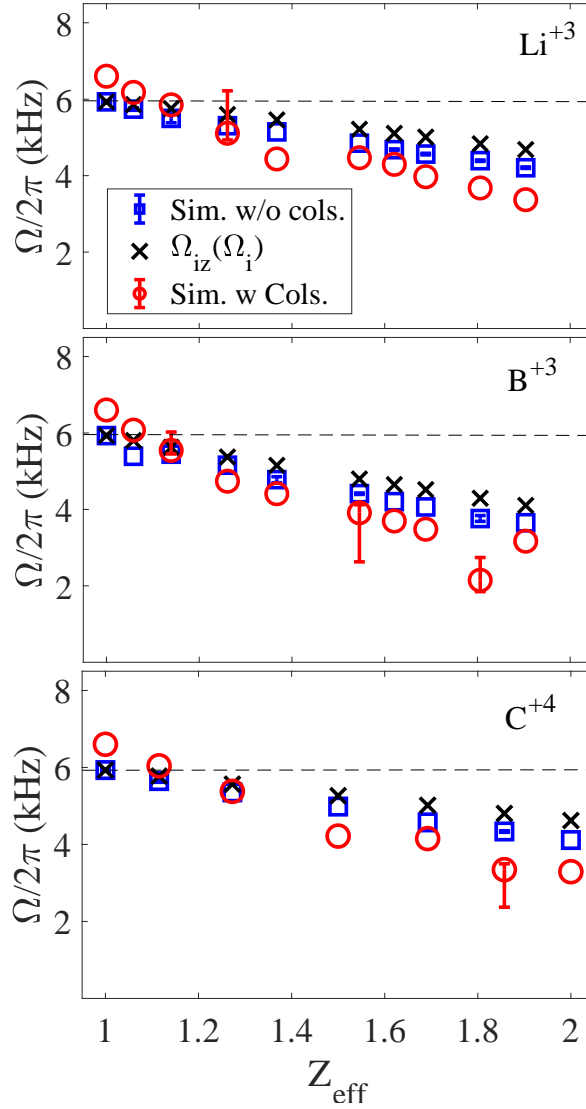 8
6
4
2
Ω/2π (kHz)
Li+3
Sim. w/o cols.
Ωiz(Ωi)
Sim. w Cols.
8
6
4
2
Ω/2π (kHz)
B+3
8
6
4
2
Ω/2π (kHz)
C+4
1 1.2 1.4 1.6 1.8 2
Zeff